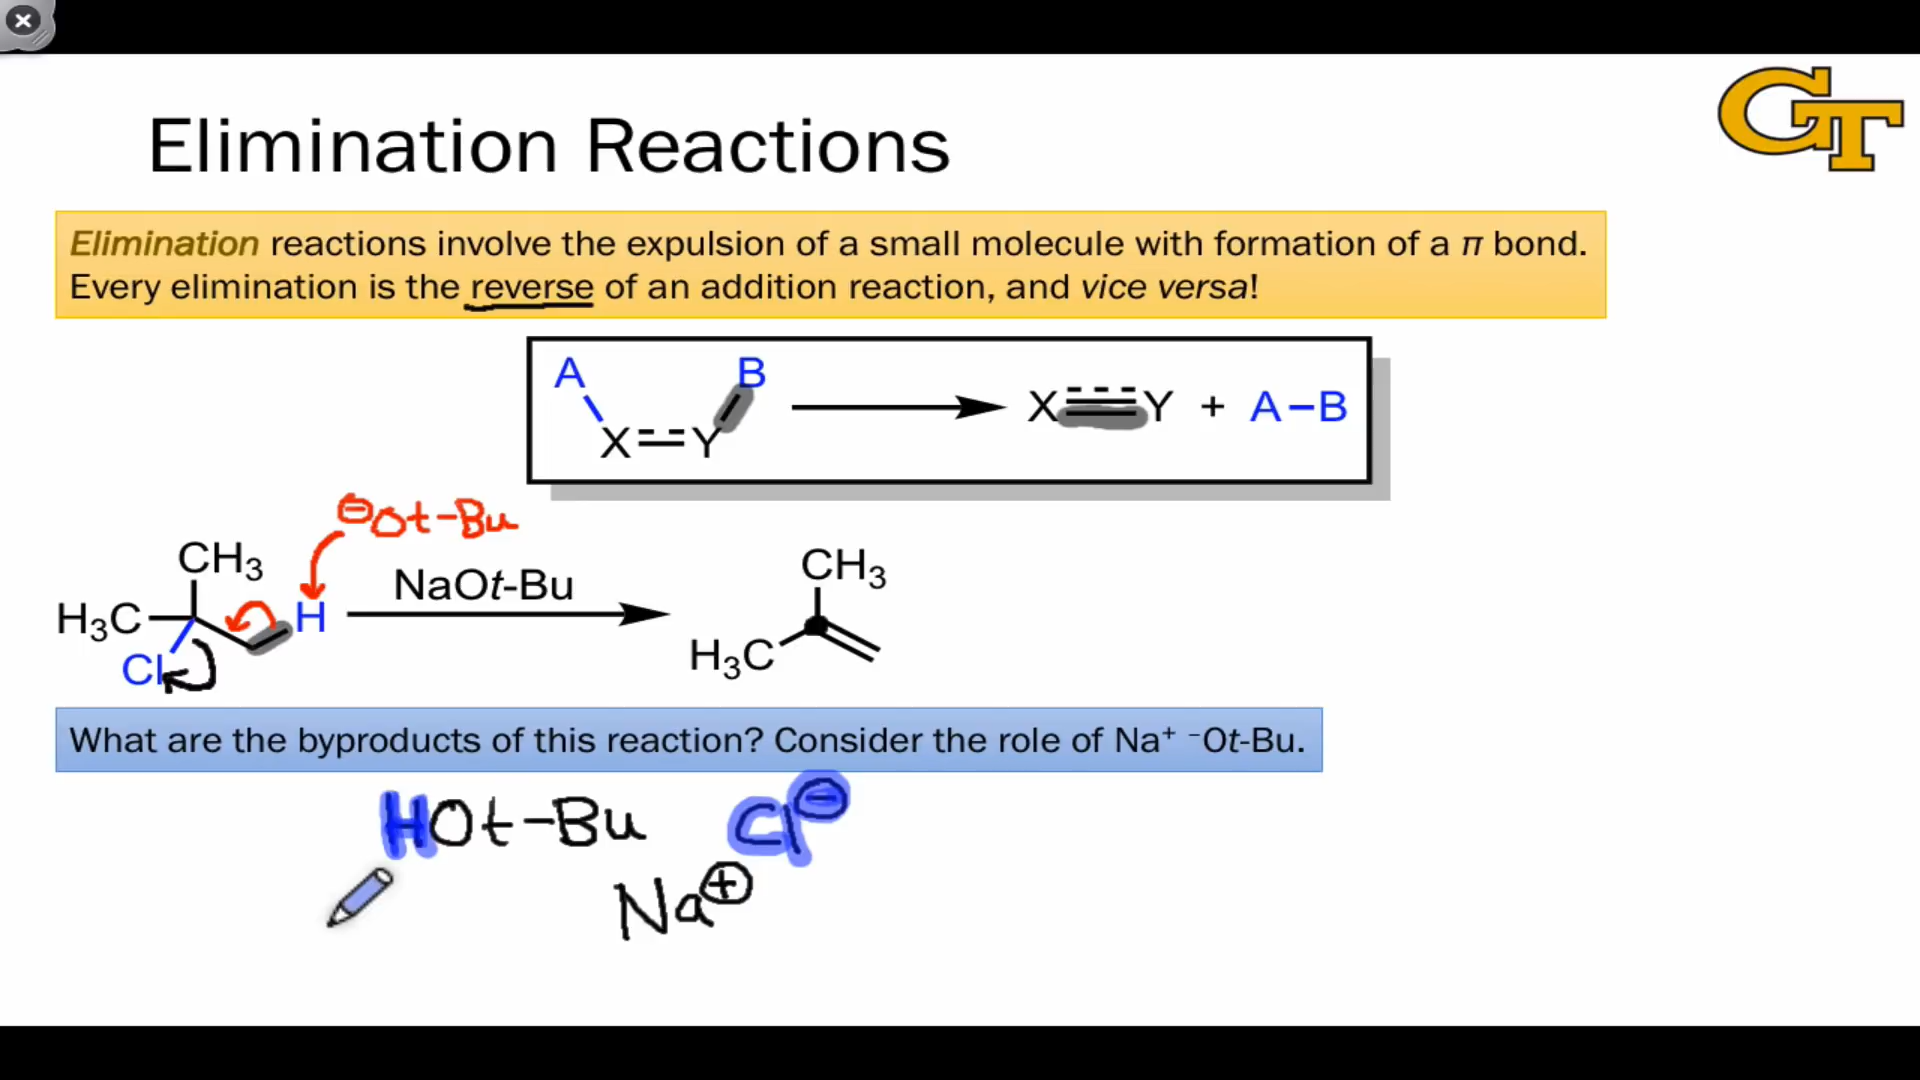 GT
Elimination Reactions
Elimination reactions involve the expulsion of a small molecule with formation of a π bond.
Every elimination is the reverse of an addition reaction, and vice versa!
A B
X Y X Y + A–B
⊖Ot-Bu
CH₃ CH₃
NaOt-Bu
H₃C H
Cl H₃C
What are the byproducts of this reaction? Consider the role of Na⁺ ⁻Ot-Bu.
HOt-Bu Cl⊖
Na⊕